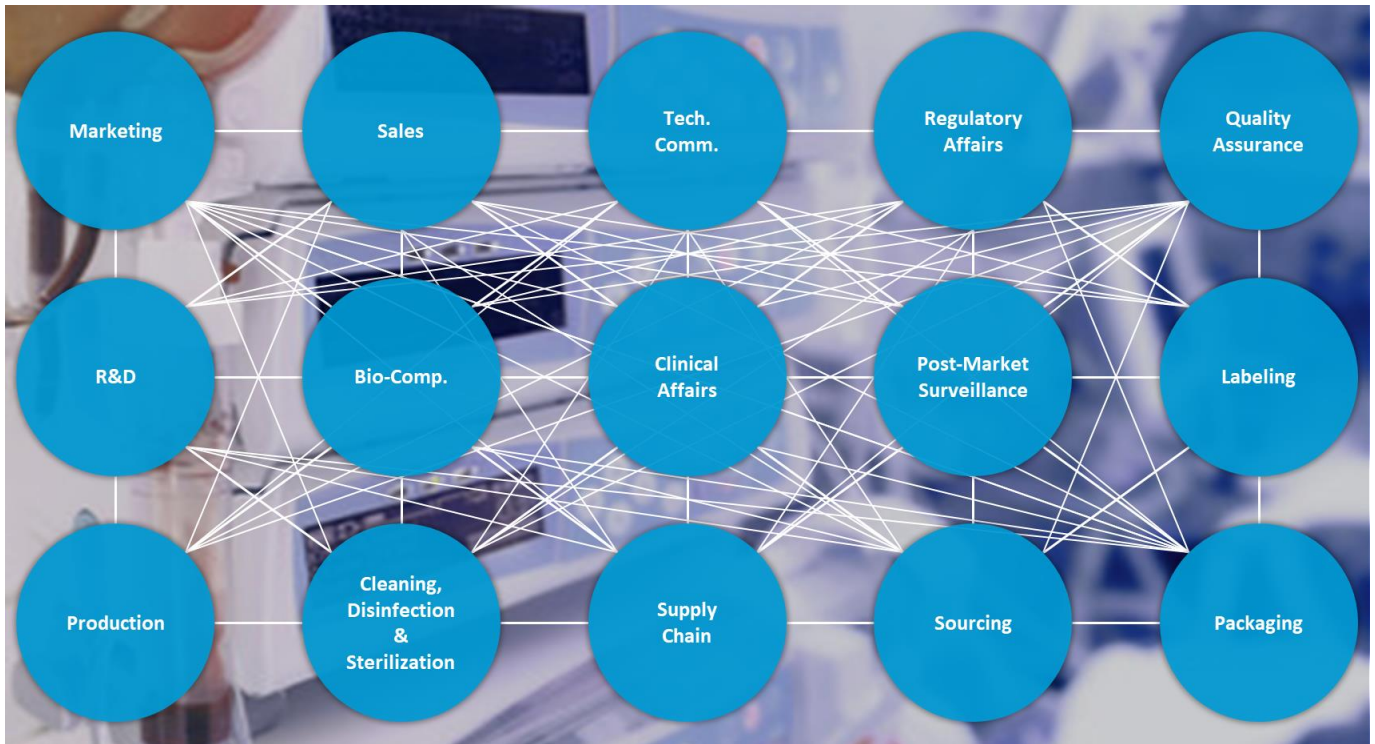 Marketing
Sales
Tech.
Comm.
Regulatory
Affairs
Quality
Assurance
R&D
Bio-Comp.
Clinical
Affairs
Post-Market
Surveillance
Labeling
Production
Cleaning,
Disinfection
&
Sterilization
Supply
Chain
Sourcing
Packaging